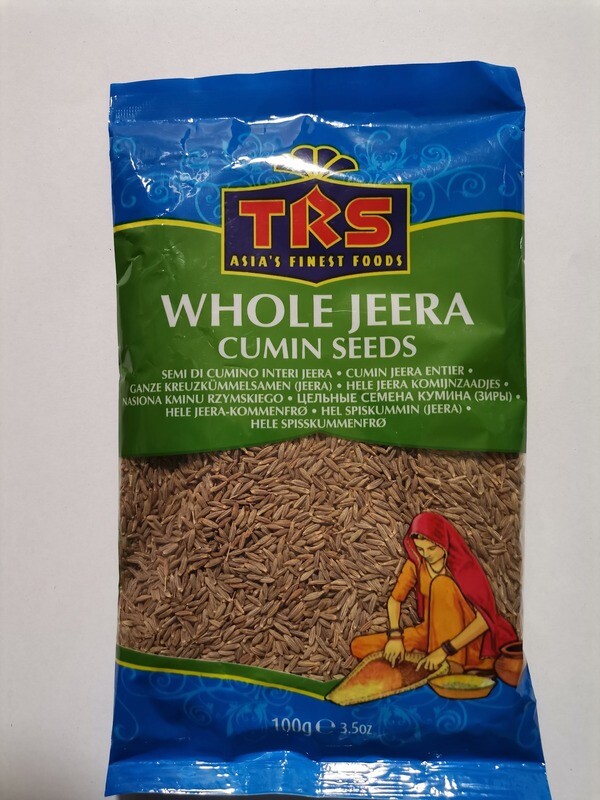 TRS
ASIA'S FINEST FOODS
WHOLE JEERA
CUMIN SEEDS
SEMI DI CUMINO INTERI JEERA • CUMIN JEERA ENTIER •
GANZE KREUZKÜMMELSAMEN (JEERA) • HELE JEERA KOMIJNZAADJES •
NASIONA KMINU RZYMSKIEGO • ЦЕЛЬНЫЕ СЕМЕНА КУМИНА (ЗИРЫ) •
HELE JEERA-KOMMENFRØ • HEL SPISKUMMIN (JEERA) •
HELE SPISSKUMMENFRØ
100g ℮ 3.5oz